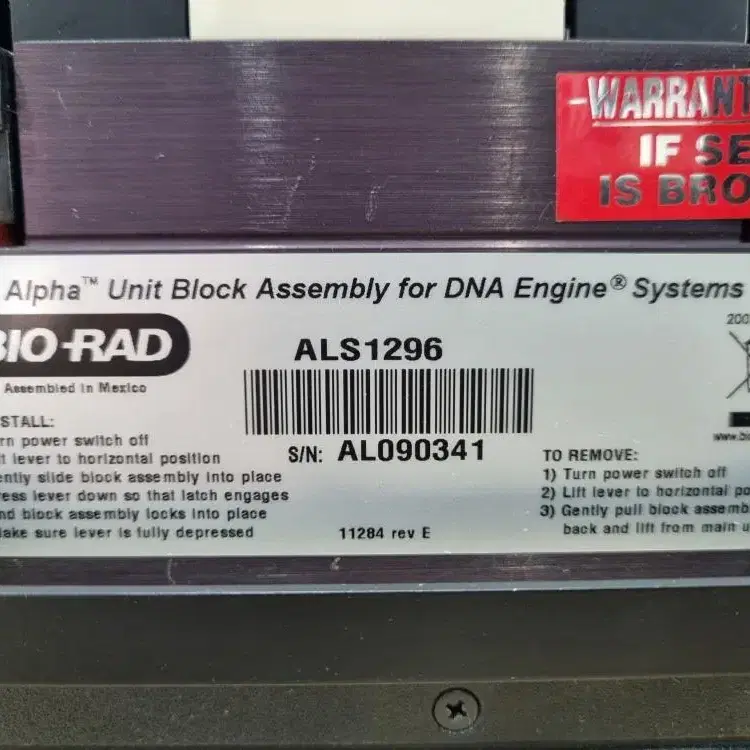 WARRANT
IF SE
IS BRO
Alpha™ Unit Block Assembly for DNA Engine® Systems
BIO-RAD
ALS1296
200
Assembled in Mexico
STALL:
rn power switch off
t lever to horizontal position
ently slide block assembly into place
ress lever down so that latch engages
nd block assembly locks into place
ake sure lever is fully depressed
S/N: AL090341
11284 rev E
www.bi
TO REMOVE:
1) Turn power switch off
2) Lift lever to horizontal po
3) Gently pull block assemb
back and lift from main u